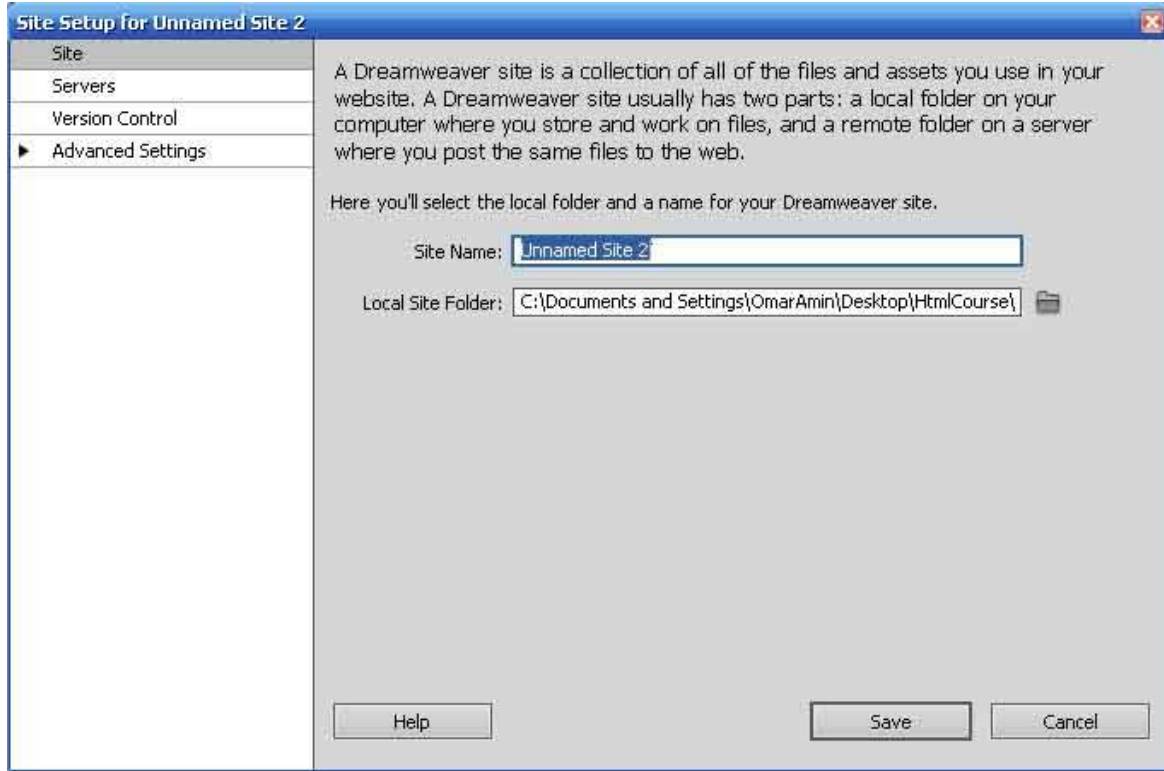 Site Setup for Unnamed Site 2
Site
Servers
Version Control
Advanced Settings
A Dreamweaver site is a collection of all of the files and assets you use in your
website. A Dreamweaver site usually has two parts: a local folder on your
computer where you store and work on files, and a remote folder on a server
where you post the same files to the web.
Here you'll select the local folder and a name for your Dreamweaver site.
Site Name: Unnamed Site 2
Local Site Folder: C:\Documents and Settings\OmarAmin\Desktop\HtmlCourse\
Help Save Cancel